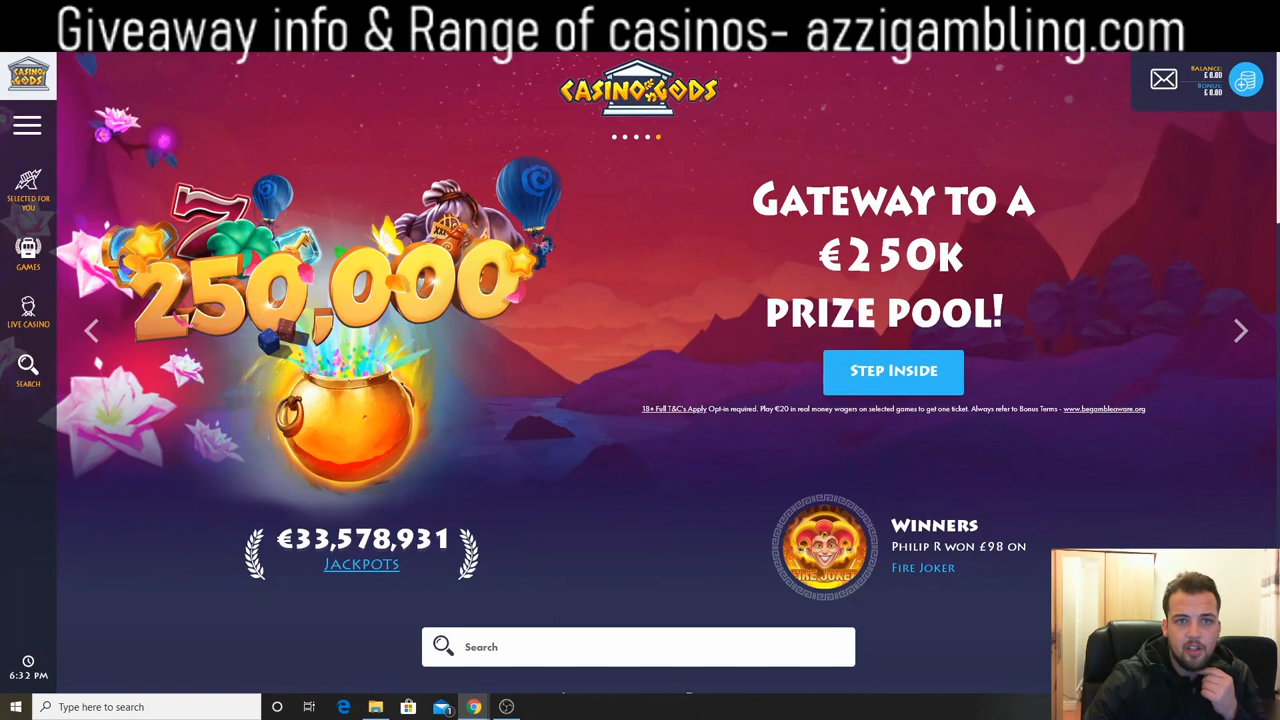 Giveaway info & Range of casinos- azzigambling.com
CASINO GODS
CASINO GODS
BALANCE:
£ 0.00
BONUS:
£ 0.00
SELECTED FOR
YOU
GAMES
LIVE CASINO
SEARCH
7
250,000
GATEWAY TO A
€250K
PRIZE POOL!
STEP INSIDE
18+ Full T&C's Apply Opt-in required. Play €20 in real money wagers on selected games to get one ticket. Always refer to Bonus Terms - www.begambleaware.org
€33,578,931
JACKPOTS
FIRE JOKER
WINNERS
PHILIP R WON £98 ON
FIRE JOKER
Search
6:32 PM
Type here to search
1